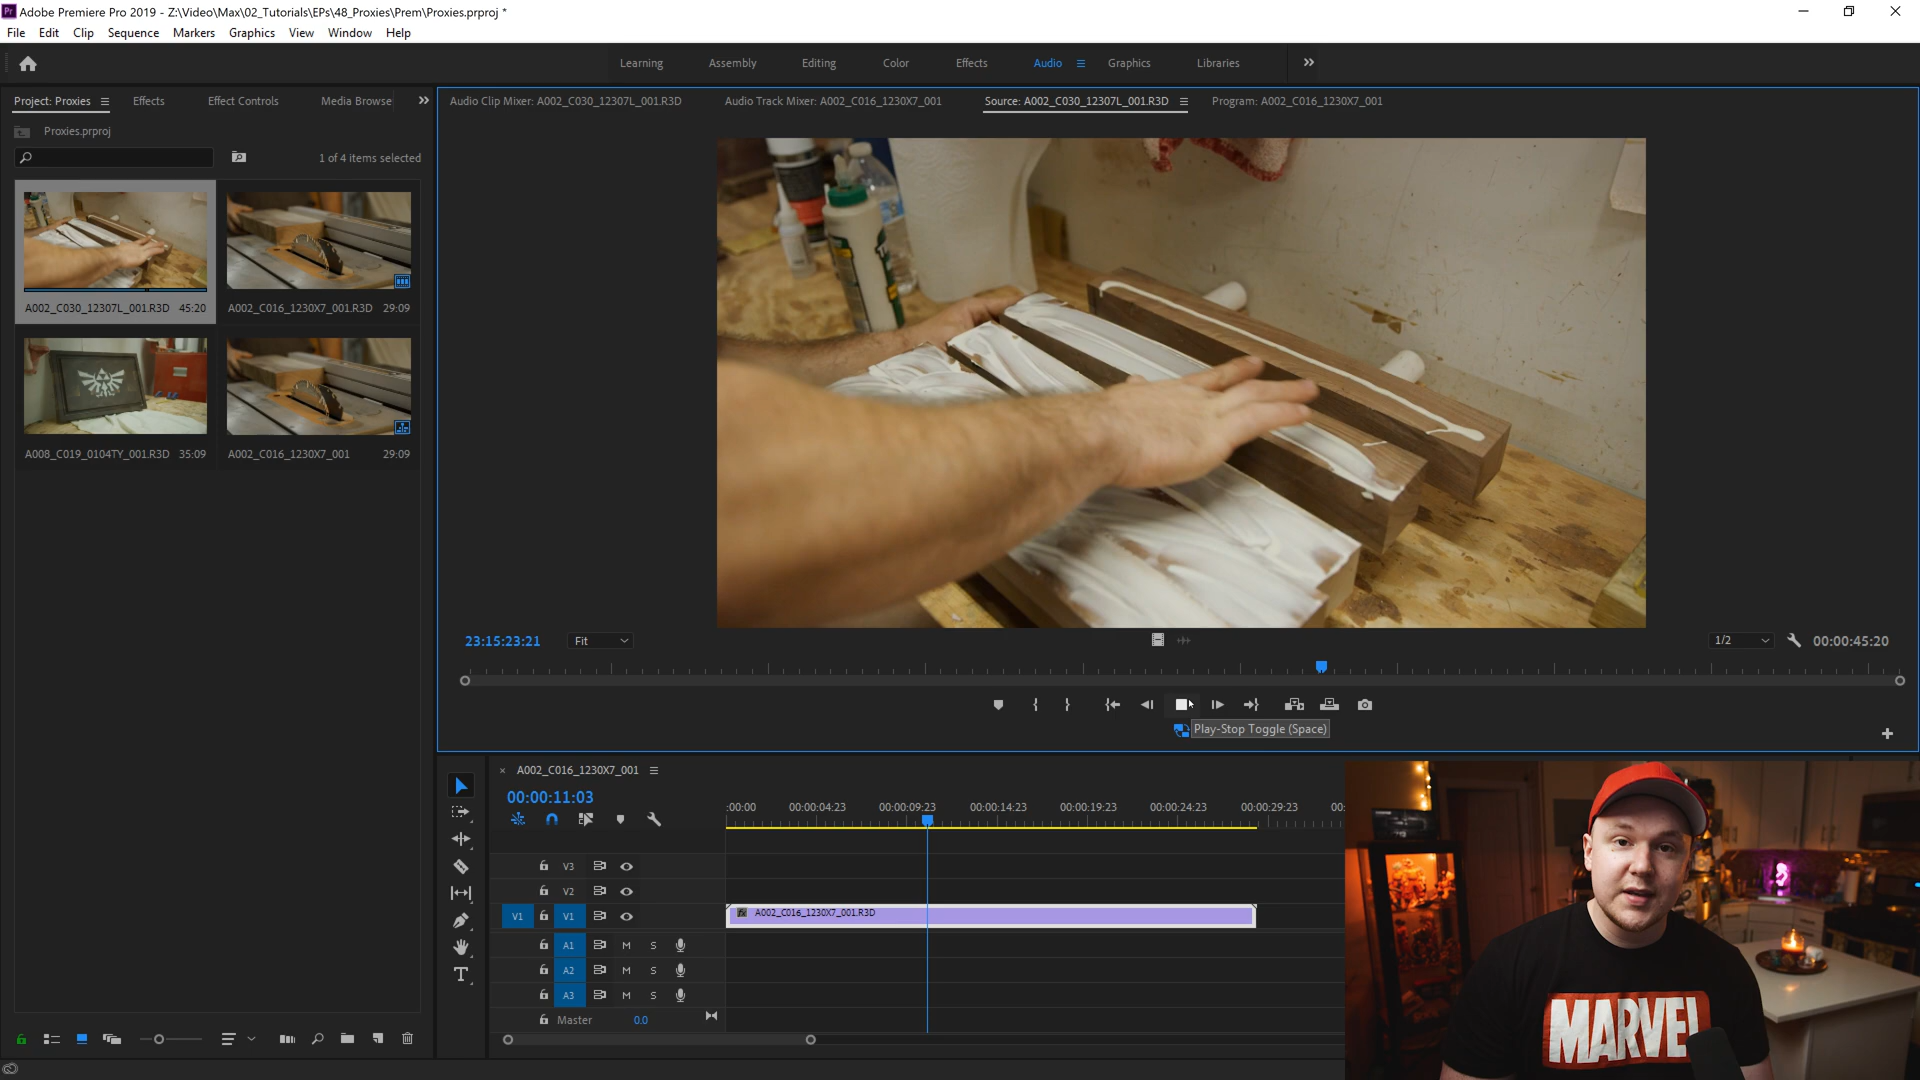 Pr Adobe Premiere Pro 2019 - Z:\Video\Max\02_Tutorials\EPs\48_Proxies\Prem\Proxies.prproj *
File Edit Clip Sequence Markers Graphics View Window Help
Learning Assembly Editing Color Effects Audio Graphics Libraries
Project: Proxies Effects Effect Controls Media Browse
Audio Clip Mixer: A002_C030_12307L_001.R3D Audio Track Mixer: A002_C016_1230X7_001 Source: A002_C030_12307L_001.R3D Program: A002_C016_1230X7_001
Proxies.prproj
1 of 4 items selected
A002_C030_12307L_001.R3D 45:20 A002_C016_1230X7_001.R3D 29:09
A008_C019_0104TY_001.R3D 35:09 A002_C016_1230X7_001 29:09
23:15:23:21 Fit 1/2 00:00:45:20
Play-Stop Toggle (Space)
A002_C016_1230X7_001
00:00:11:03
:00:00 00:00:04:23 00:00:09:23 00:00:14:23 00:00:19:23 00:00:24:23 00:00:29:23 00:
V3
V2
V1 V1 fx A002_C016_1230X7_001.R3D
A1 M S
A2 M S
A3 M S
Master 0.0
MARVEL